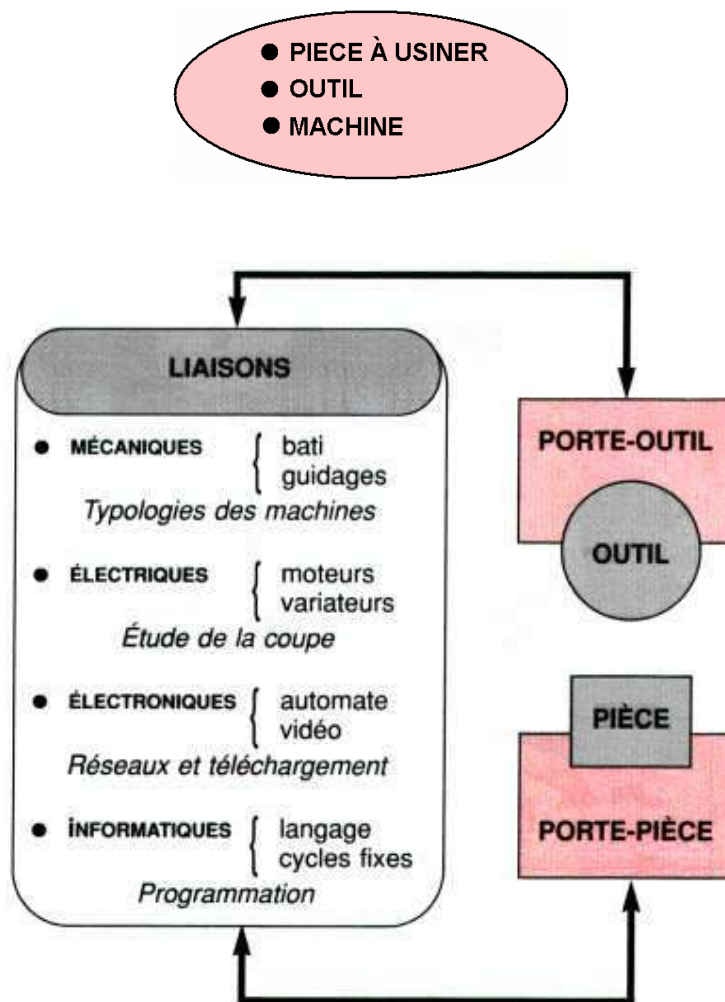 ● PIECE À USINER
● OUTIL
● MACHINE
LIAISONS
● MÉCANIQUES { bati
guidages
Typologies des machines
● ÉLECTRIQUES { moteurs
variateurs
Étude de la coupe
● ÉLECTRONIQUES { automate
vidéo
Réseaux et téléchargement
● INFORMATIQUES { langage
cycles fixes
Programmation
PORTE-OUTIL
OUTIL
PIÈCE
PORTE-PIÈCE